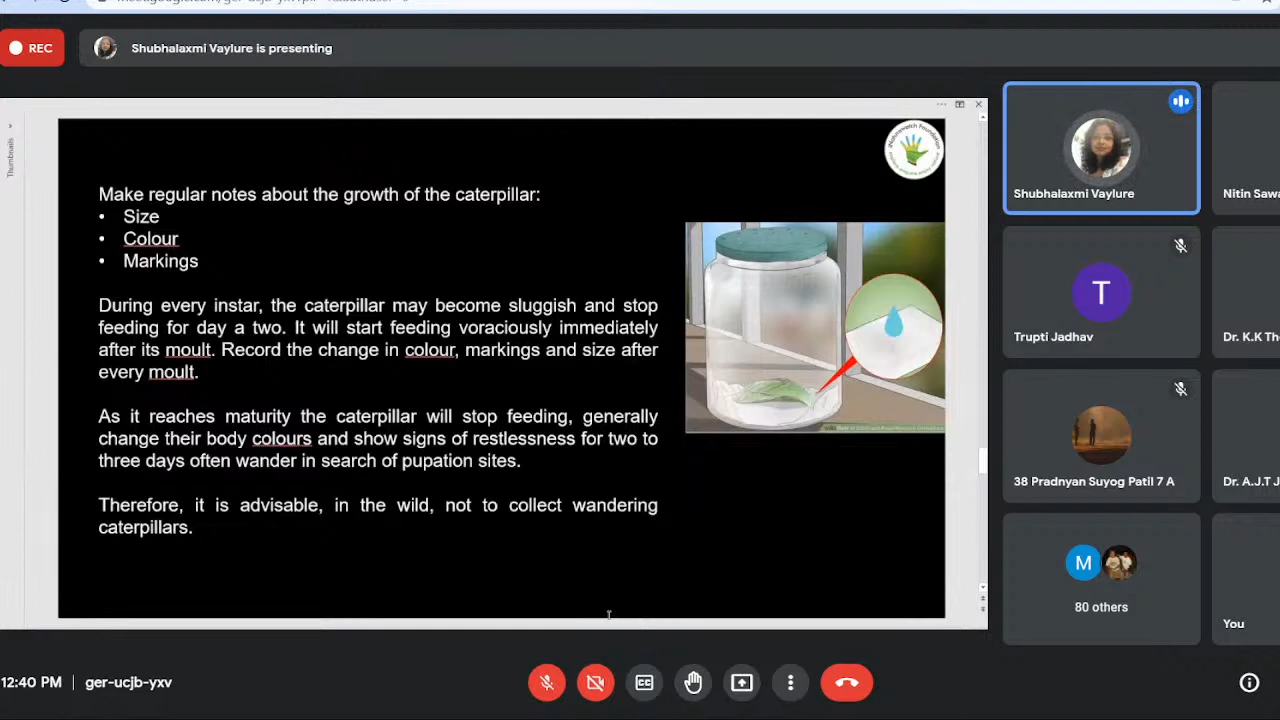 REC
Shubhalaxmi Vaylure is presenting
Thumbnails
Make regular notes about the growth of the caterpillar:
• Size
• Colour
• Markings
During every instar, the caterpillar may become sluggish and stop
feeding for day a two. It will start feeding voraciously immediately
after its moult. Record the change in colour, markings and size after
every moult.
As it reaches maturity the caterpillar will stop feeding, generally
change their body colours and show signs of restlessness for two to
three days often wander in search of pupation sites.
Therefore, it is advisable, in the wild, not to collect wandering
caterpillars.
Shubhalaxmi Vaylure
Nitin Sawa
T
Trupti Jadhav
Dr. K.K The
38 Pradnyan Suyog Patil 7 A
Dr. A.J.T J
M
80 others
You
12:40 PM | ger-ucjb-yxv